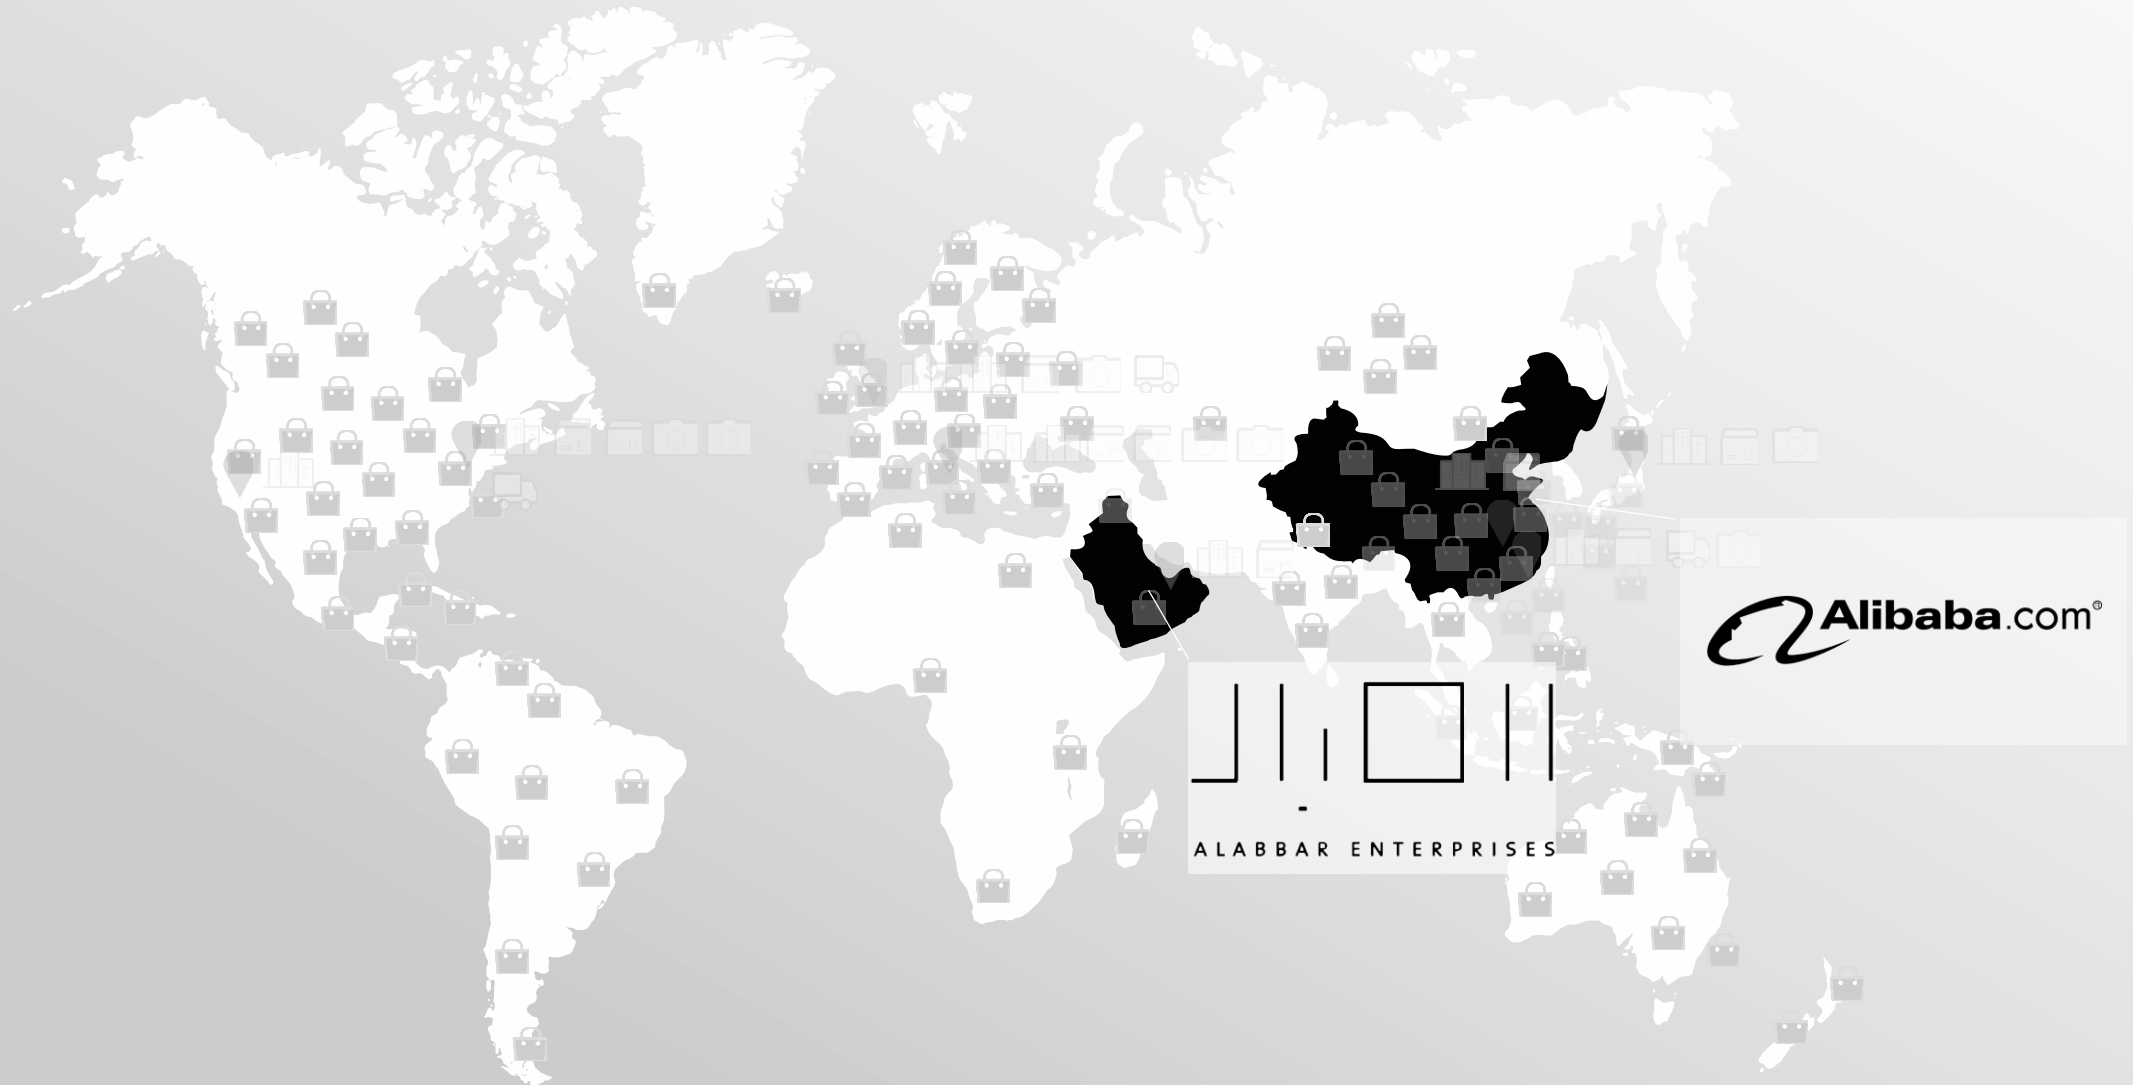 Alibaba.com®
العبار
ALABBAR ENTERPRISES